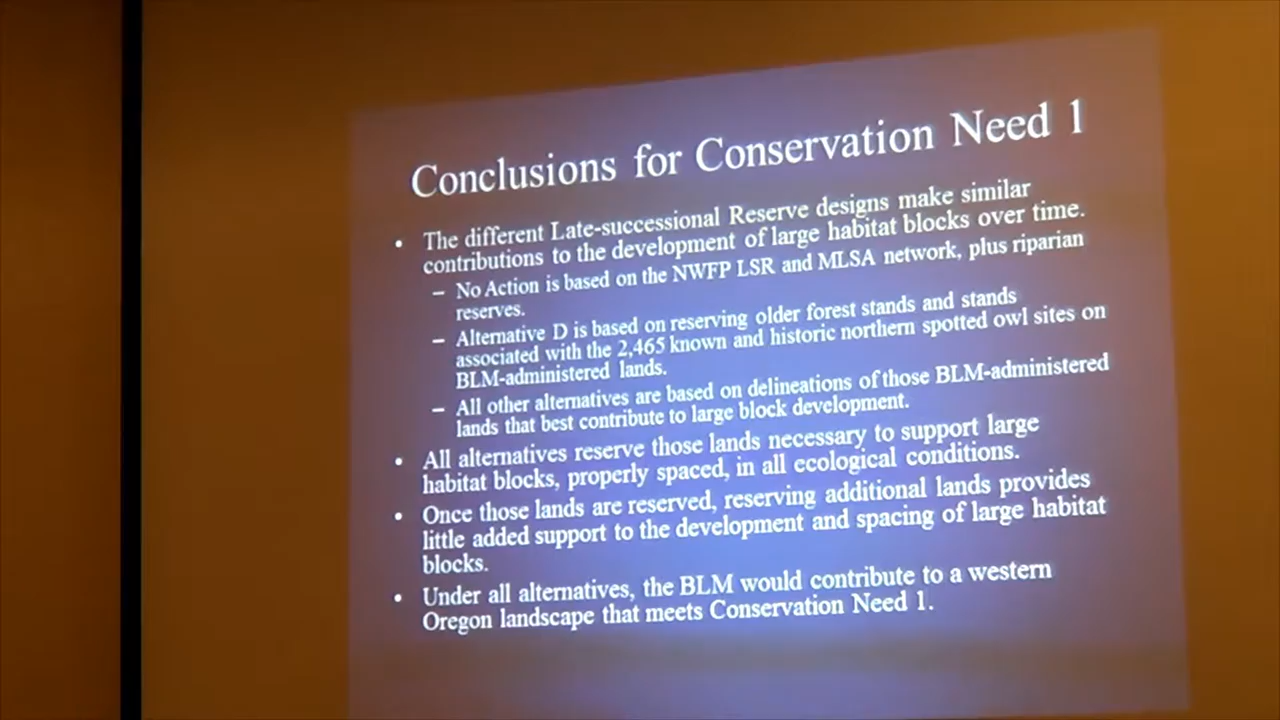 Conclusions for Conservation Need 1
• The different Late-successional Reserve designs make similar
contributions to the development of large habitat blocks over time.
– No Action is based on the NWFP LSR and MLSA network, plus riparian
reserves.
– Alternative D is based on reserving older forest stands and stands
associated with the 2,465 known and historic northern spotted owl sites on
BLM-administered lands.
– All other alternatives are based on delineations of those BLM-administered
lands that best contribute to large block development.
• All alternatives reserve those lands necessary to support large
habitat blocks, properly spaced, in all ecological conditions.
• Once those lands are reserved, reserving additional lands provides
little added support to the development and spacing of large habitat
blocks.
• Under all alternatives, the BLM would contribute to a western
Oregon landscape that meets Conservation Need 1.